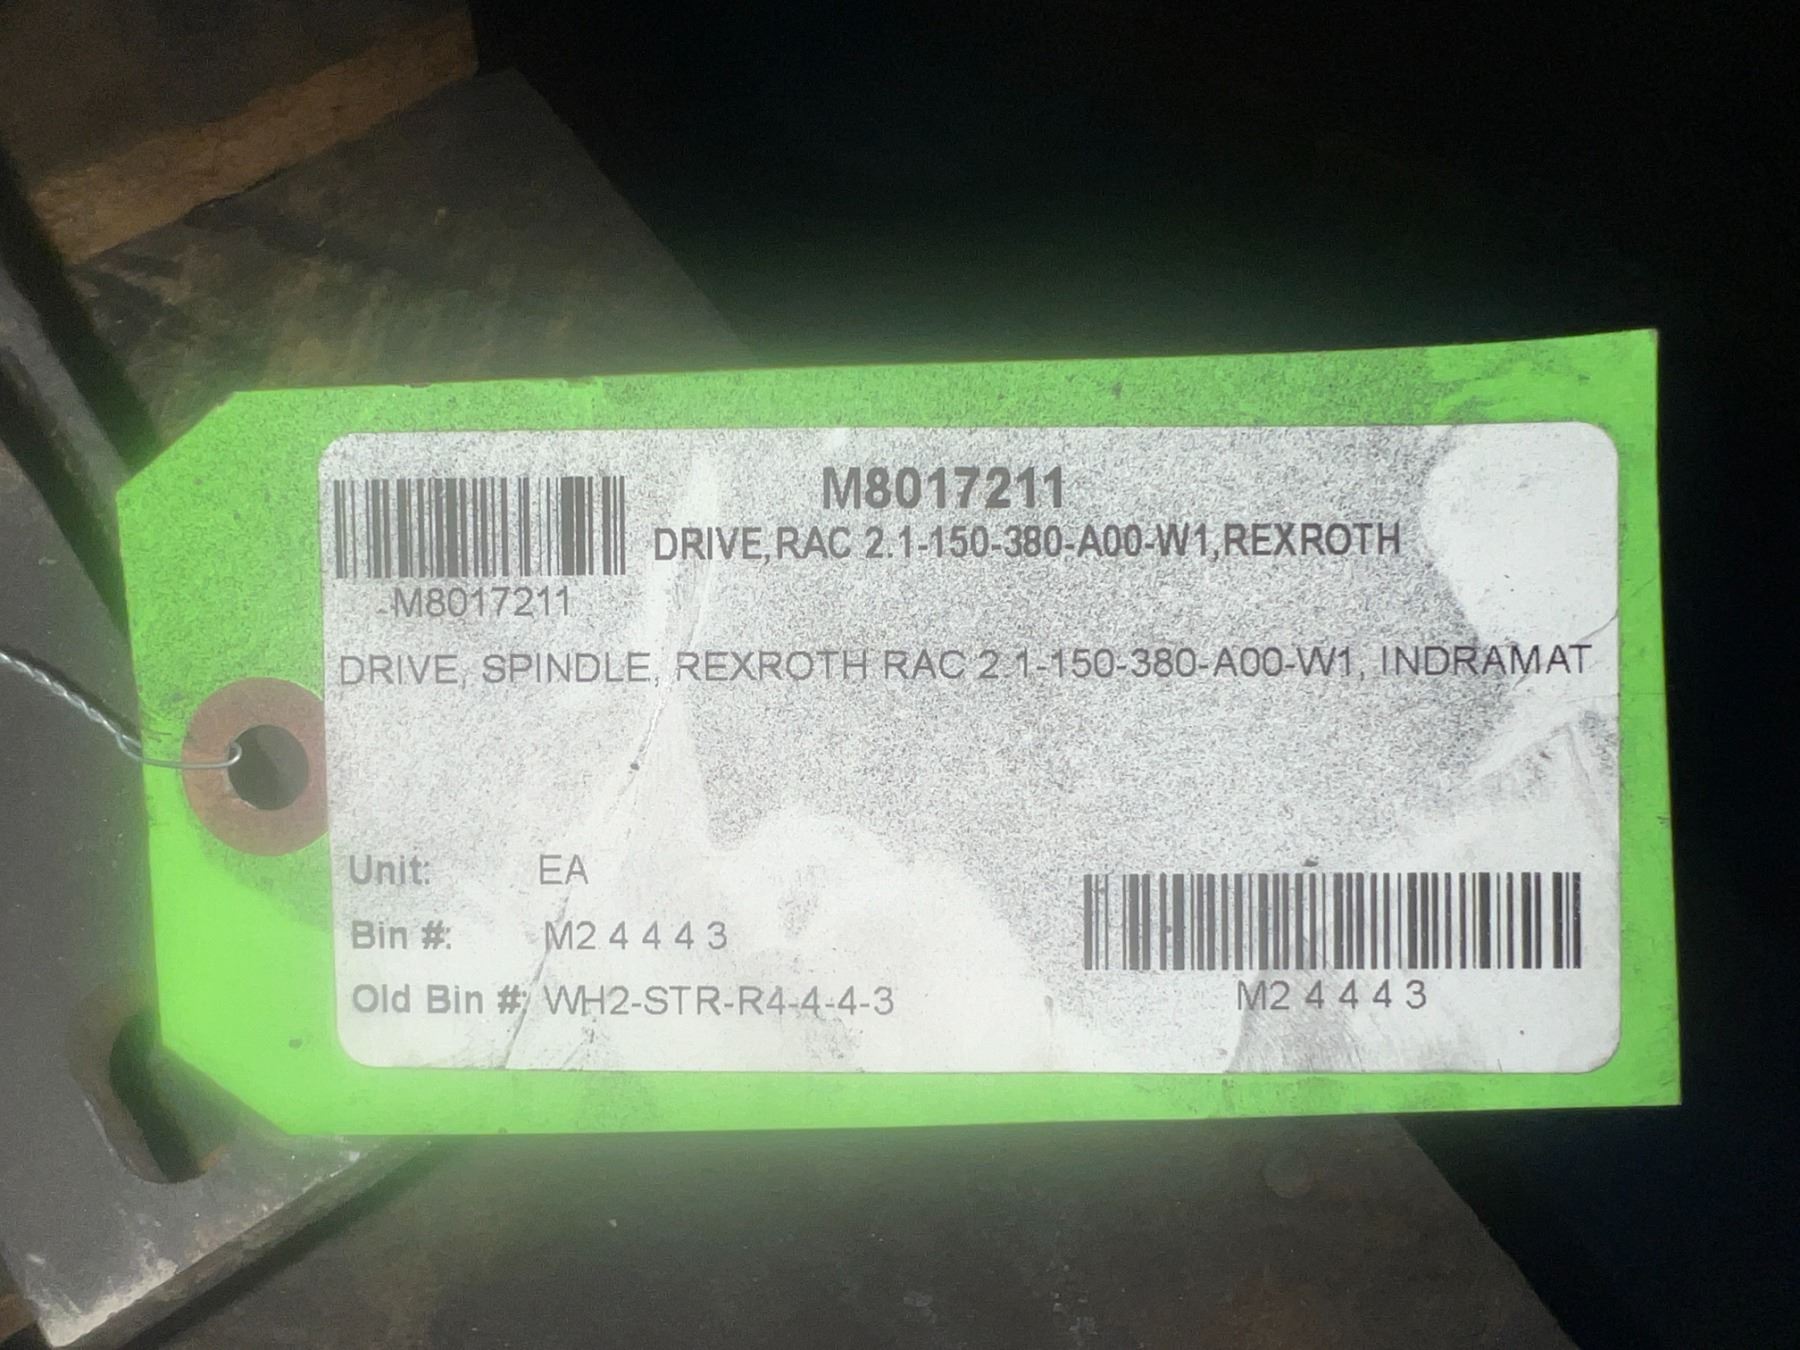 M8017211
DRIVE,RAC 2.1-150-380-A00-W1,REXROTH
-M8017211
DRIVE, SPINDLE, REXROTH RAC 2.1-150-380-A00-W1, INDRAMAT
Unit: EA
Bin #: M2 4 4 4 3
Old Bin #: WH2-STR-R4-4-4-3
M2 4 4 4 3